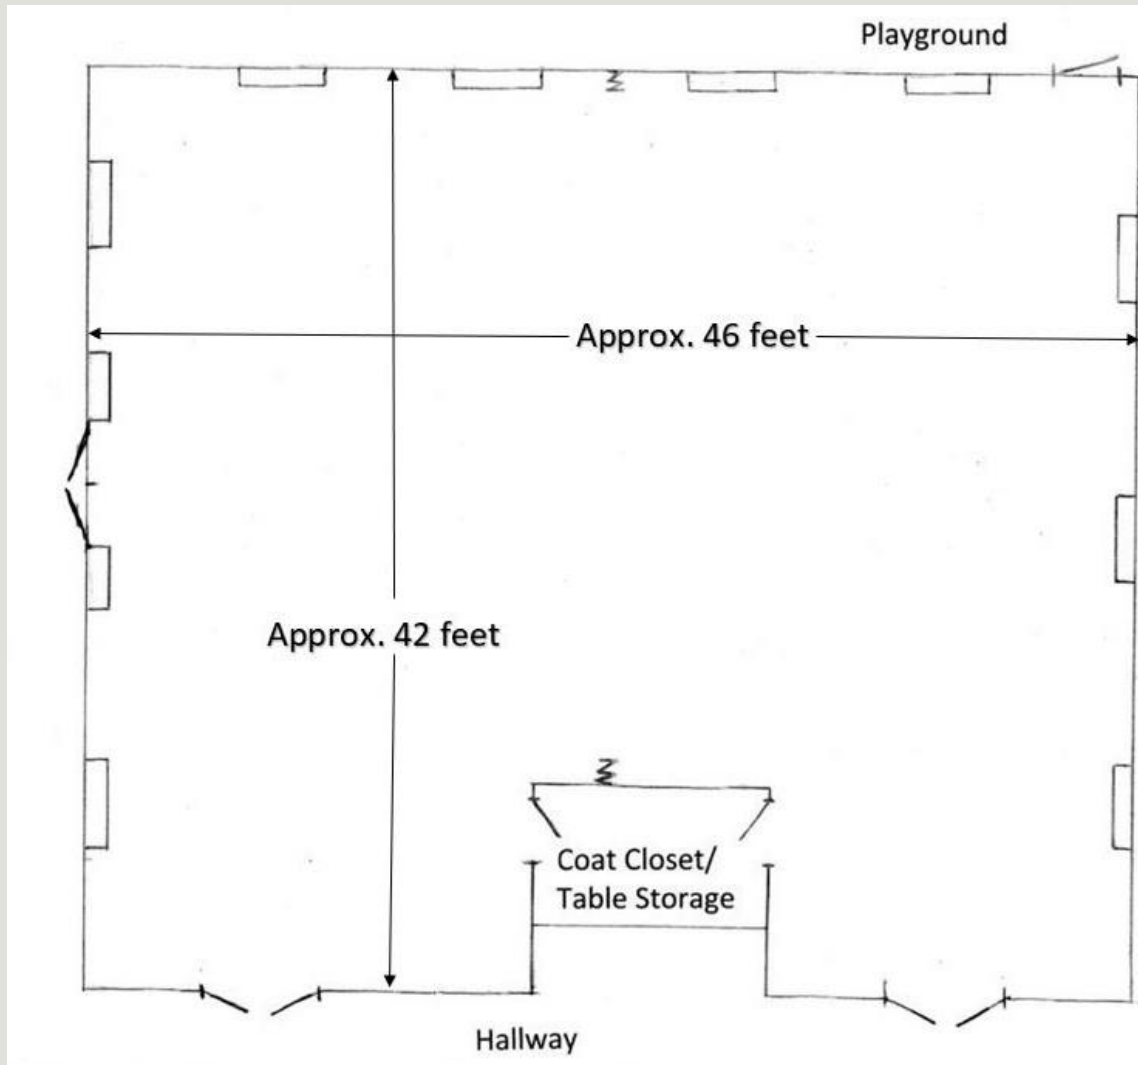 Playground
Approx. 46 feet
Approx. 42 feet
Coat Closet/
Table Storage
Hallway